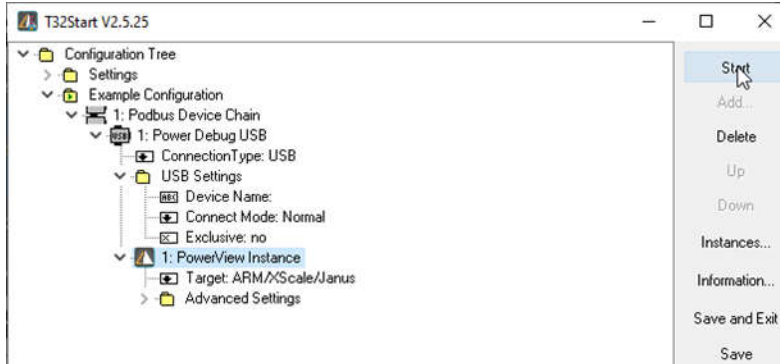 T32Start V2.5.25
Configuration Tree
Settings
Example Configuration
1: Podbus Device Chain
1: Power Debug USB
ConnectionType: USB
USB Settings
Device Name:
Connect Mode: Normal
Exclusive: no
1: PowerView Instance
Target: ARM/XScale/Janus
Advanced Settings
Start
Add...
Delete
Up
Down
Instances...
Information...
Save and Exit
Save